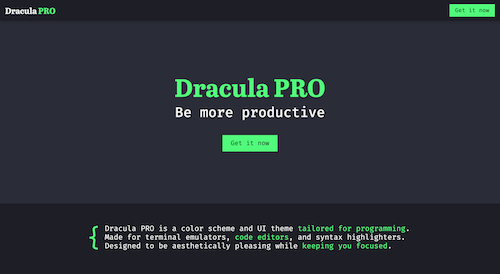 Dracula PRO
Get it now
Dracula PRO
Be more productive
Get it now
{ Dracula PRO is a color scheme and UI theme tailored for programming.
Made for terminal emulators, code editors, and syntax highlighters.
Designed to be aesthetically pleasing while keeping you focused.